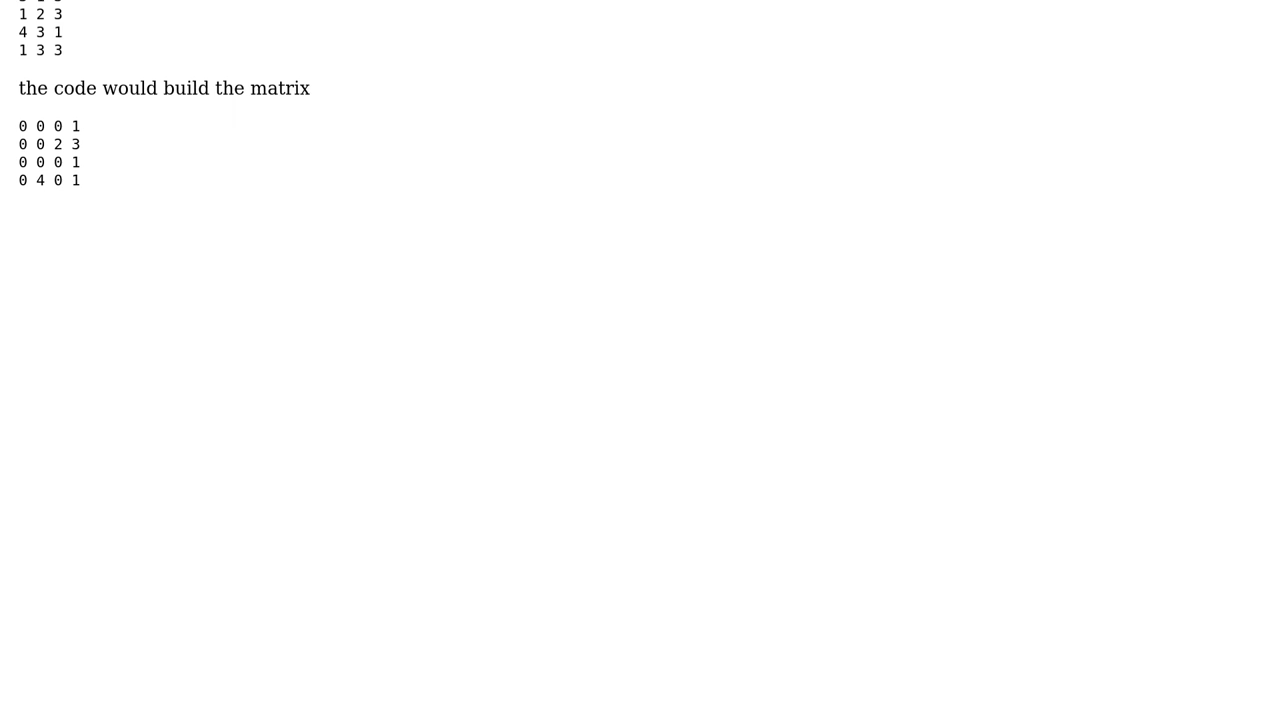 1 2 3
4 3 1
1 3 3
the code would build the matrix
0 0 0 1
0 0 2 3
0 0 0 1
0 4 0 1